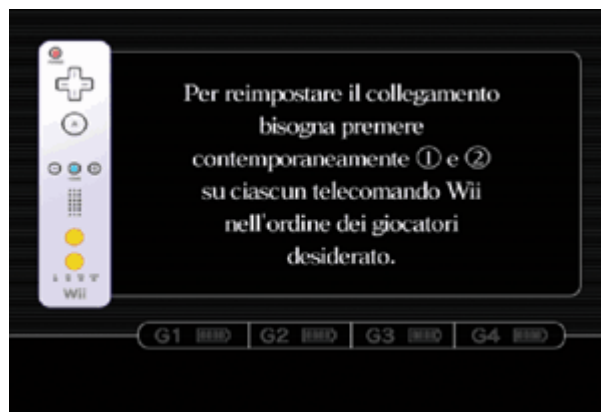 Per reimpostare il collegamento
bisogna premere
contemporaneamente ① e ②
su ciascun telecomando Wii
nell'ordine dei giocatori
desiderato.
Wii
G1 G2 G3 G4